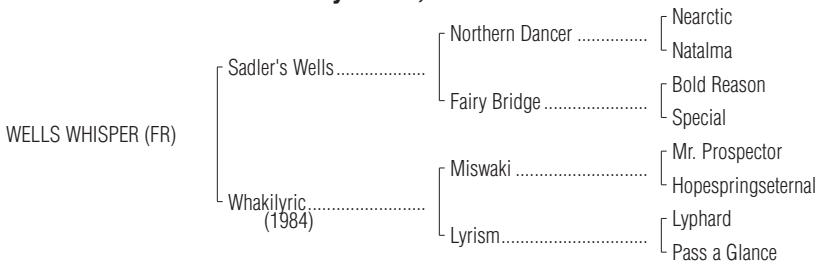 Nearctic
Northern Dancer ...............
Natalma
Sadler's Wells...................
Bold Reason
Fairy Bridge ......................
Special
WELLS WHISPER (FR)
Mr. Prospector
Miswaki ............................
Hopespringseternal
Whakilyric.........................
(1984)
Lyphard
Lyrism...............................
Pass a Glance